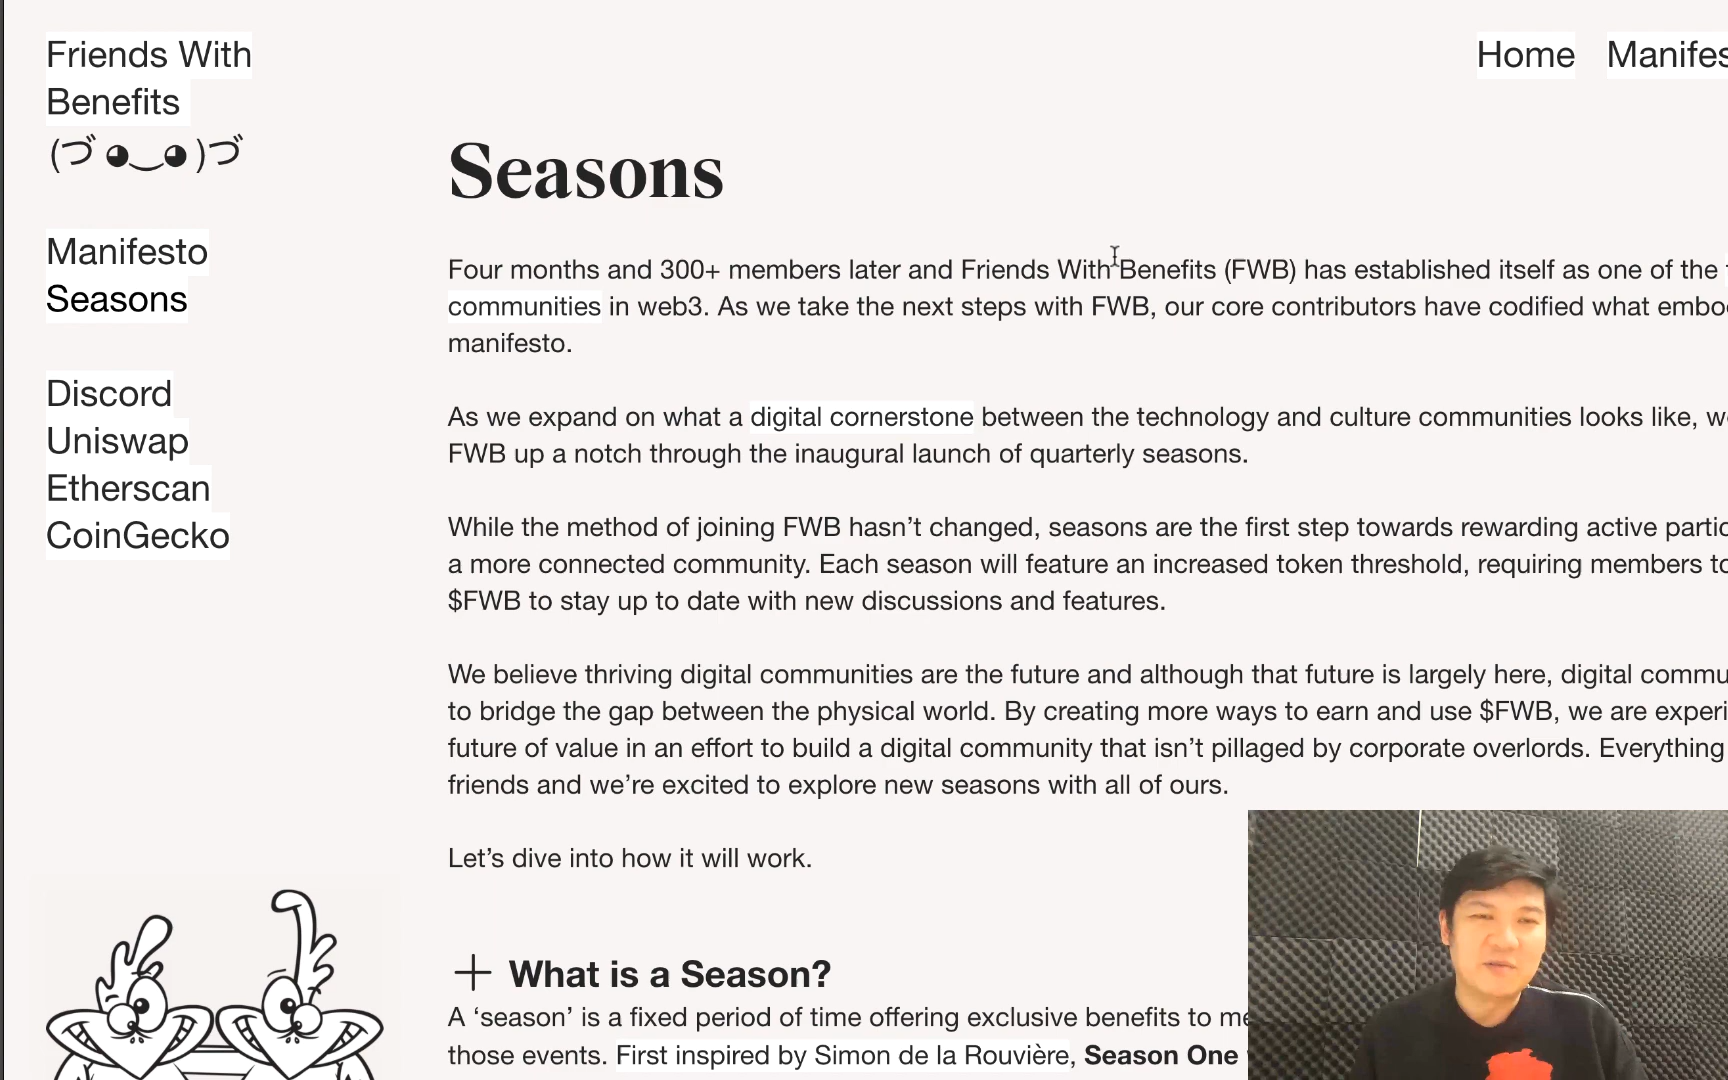 Friends With
Benefits
(づ ◕‿◕ )づ
Manifesto
Seasons
Discord
Uniswap
Etherscan
CoinGecko
Home
Seasons
Four months and 300+ members later and Friends With Benefits (FWB) has established itself as one of the
communities in web3. As we take the next steps with FWB, our core contributors have codified what
manifesto.
As we expand on what a digital cornerstone between the technology and culture communities looks like,
FWB up a notch through the inaugural launch of quarterly seasons.
While the method of joining FWB hasn’t changed, seasons are the first step towards rewarding active
a more connected community. Each season will feature an increased token threshold, requiring members
$FWB to stay up to date with new discussions and features.
We believe thriving digital communities are the future and although that future is largely here, digital
to bridge the gap between the physical world. By creating more ways to earn and use $FWB, we are
future of value in an effort to build a digital community that isn’t pillaged by corporate overlords. Everything
friends and we’re excited to explore new seasons with all of ours.
Let’s dive into how it will work.
+ What is a Season?
A ‘season’ is a fixed period of time offering exclusive benefits to
those events. First inspired by Simon de la Rouvière, Season One